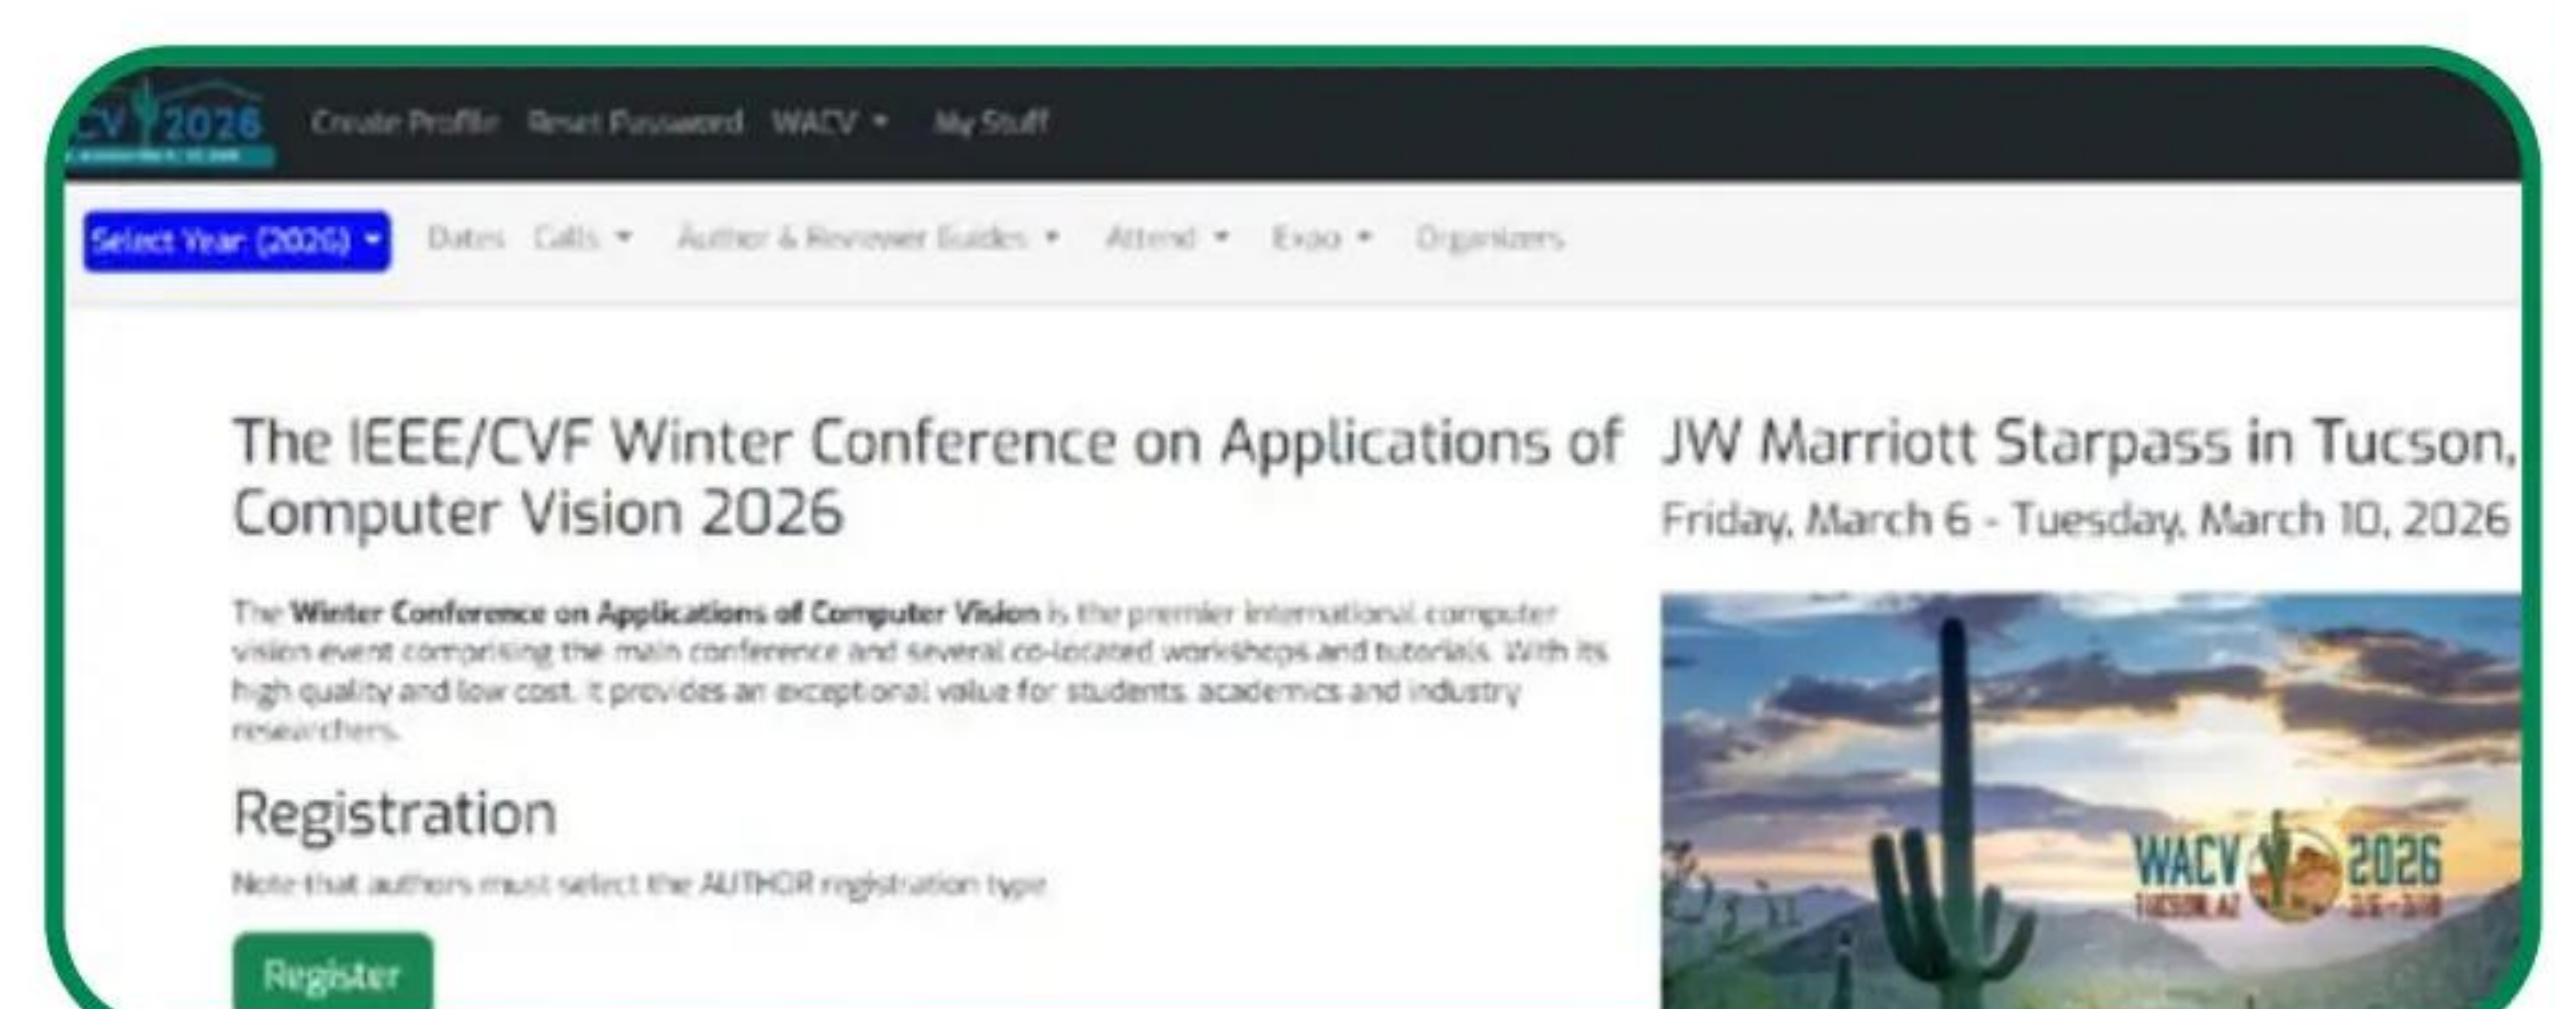 CV 2026
Create Profile Reset Password WACV My Stuff
Select Year (2026) Dates Calls Author & Reviewer Guides Attend Expo Organizers
The IEEE/CVF Winter Conference on Applications of
Computer Vision 2026
JW Marriott Starpass in Tucson,
Friday, March 6 - Tuesday, March 10, 2026
The Winter Conference on Applications of Computer Vision is the premier international computer
vision event comprising the main conference and several co-located workshops and tutorials. With its
high quality and low cost, it provides an exceptional value for students, academics and industry
researchers.
Registration
Note that authors must select the AUTHOR registration type
Register
WACV 2026
TUCSON, AZ